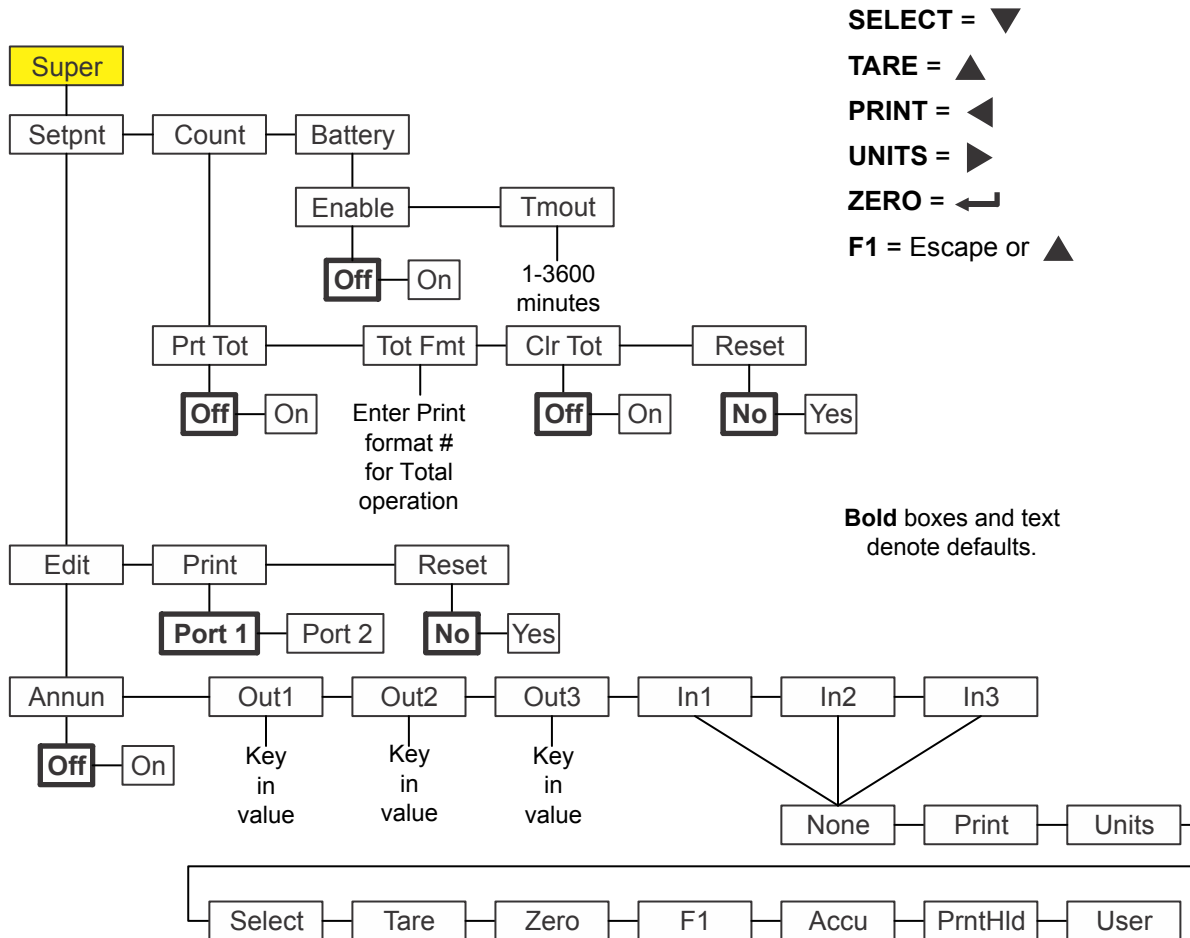 SELECT =
TARE =
PRINT =
UNITS =
ZERO =
F1 = Escape or
Super
Setpnt Count Battery
Enable Tmout
Off On
1-3600
minutes
Prt Tot Tot Fmt Clr Tot Reset
Off On
Enter Print
format #
for Total
operation
Off On
No Yes
Bold boxes and text
denote defaults.
Edit Print Reset
Port 1 Port 2
No Yes
Annun Out1 Out2 Out3 In1 In2 In3
Off On
Key
in
value
Key
in
value
Key
in
value
None Print Units
Select Tare Zero F1 Accu PrntHld User